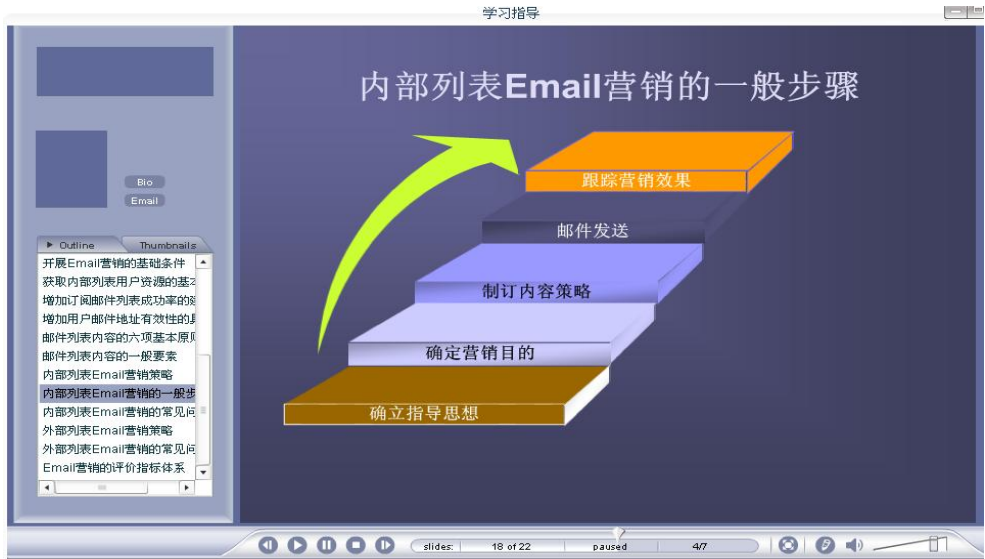 学习指导
内部列表Email营销的一般步骤
跟踪营销效果
邮件发送
制订内容策略
确定营销目的
确立指导思想
Bio
Email
Outline
Thumbnails
开展Email营销的基础条件
获取内部列表用户资源的基本
增加订阅邮件列表成功率的
增加用户邮件地址有效性的
邮件列表内容的六项基本原
邮件列表内容的一般要素
内部列表Email营销策略
内部列表Email营销的一般步
内部列表Email营销的常见问
外部列表Email营销策略
外部列表Email营销的常见问
Email营销的评价指标体系
slides: 18 of 22 paused 4/7